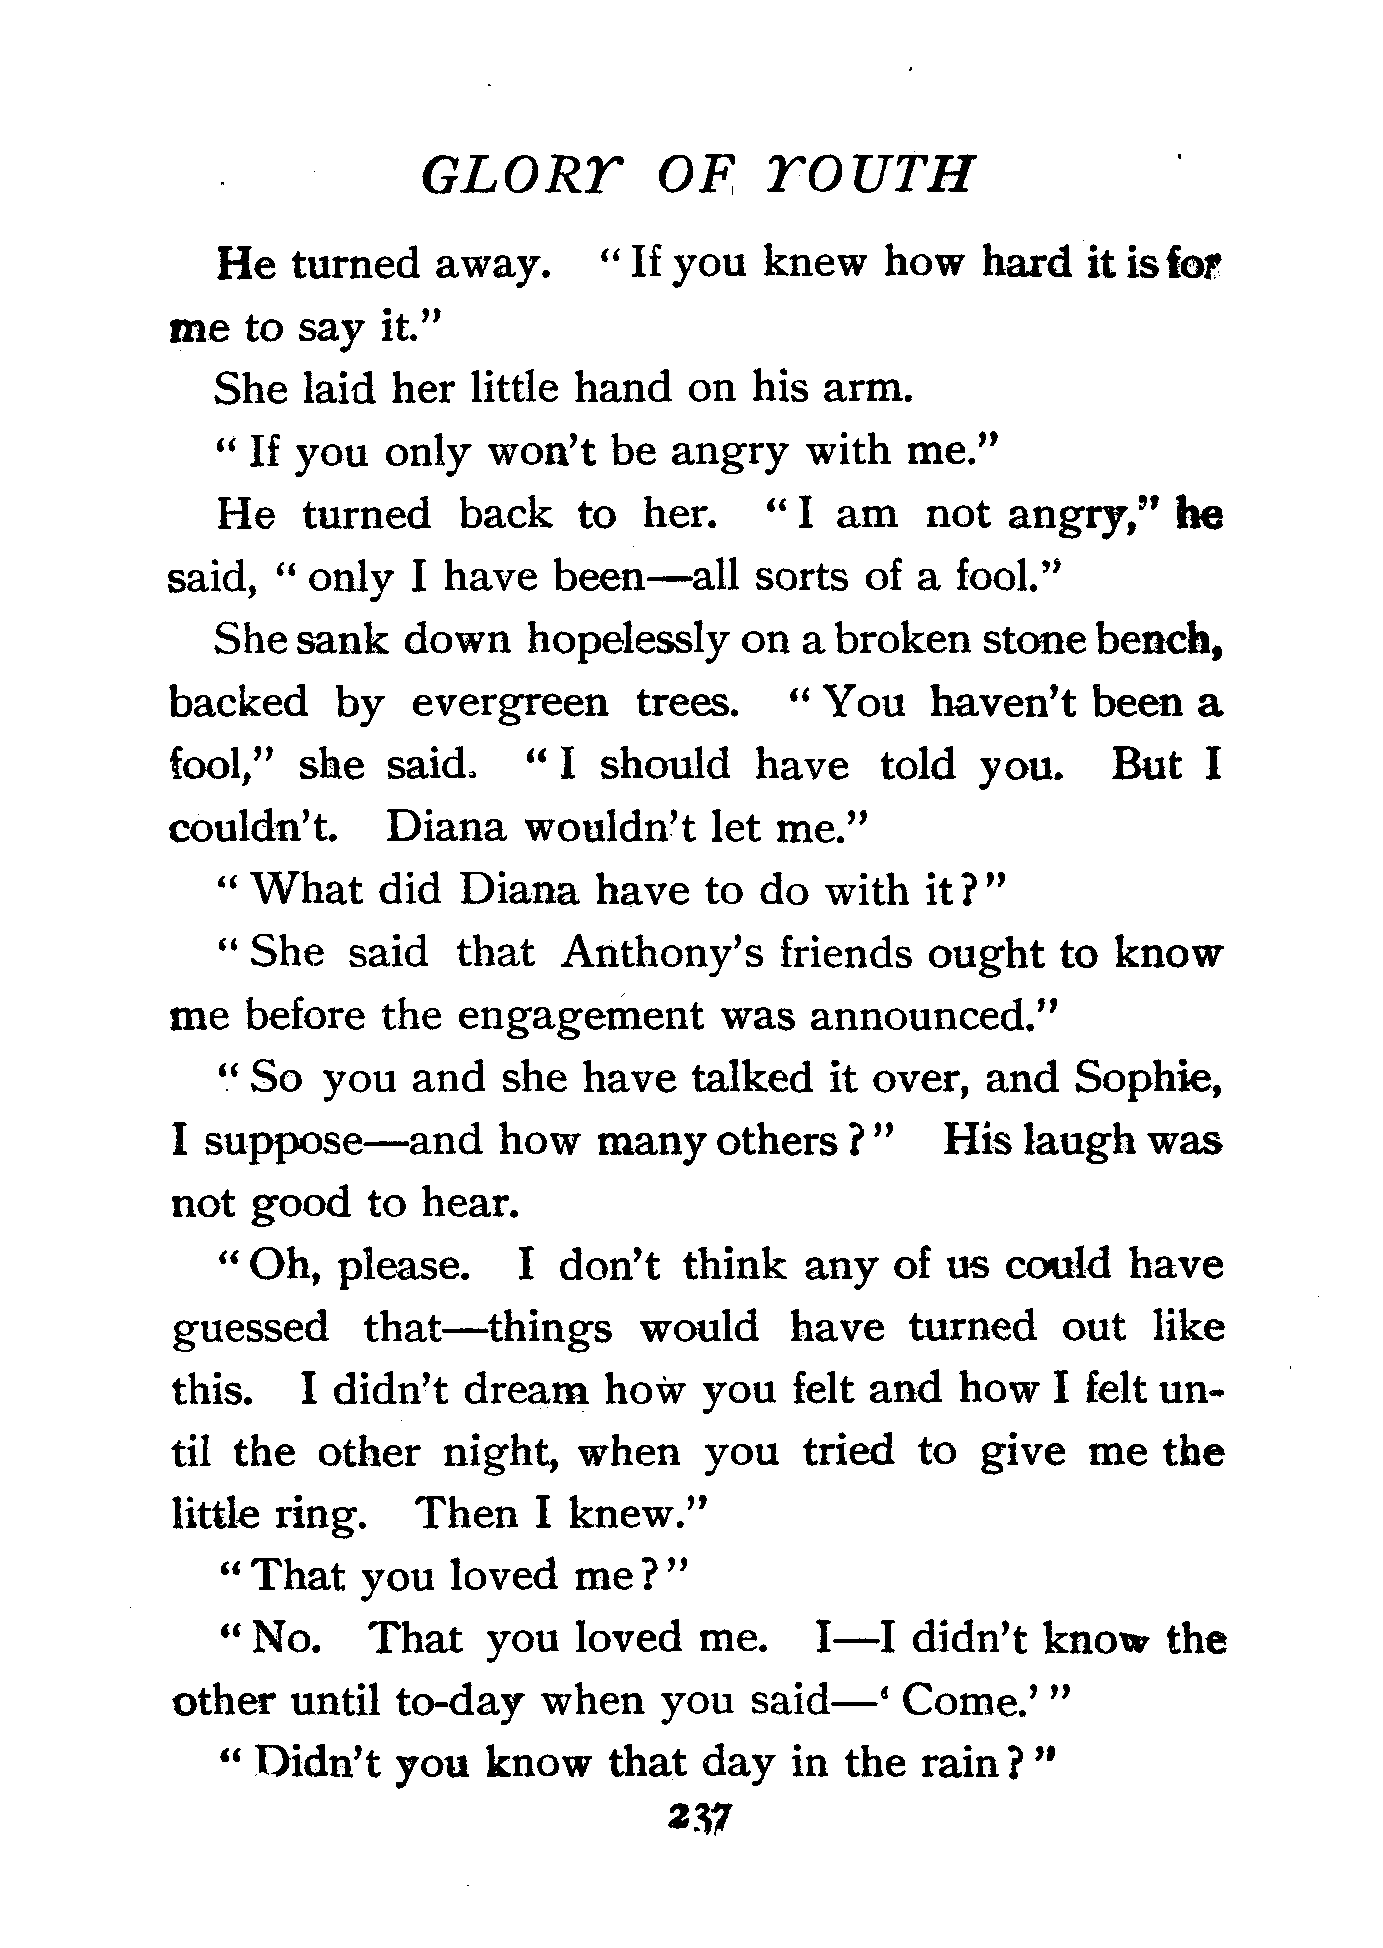 GLORY OF YOUTH
He turned away. “If you knew how hard it is for
me to say it.”
She laid her little hand on his arm.
“If you only won’t be angry with me.”
He turned back to her. “I am not angry,” he
said, “only I have been—all sorts of a fool.”
She sank down hopelessly on a broken stone bench,
backed by evergreen trees. “You haven’t been a
fool,” she said. “I should have told you. But I
couldn’t. Diana wouldn’t let me.”
“What did Diana have to do with it?”
“She said that Anthony’s friends ought to know
me before the engagement was announced.”
“So you and she have talked it over, and Sophie,
I suppose—and how many others?” His laugh was
not good to hear.
“Oh, please. I don’t think any of us could have
guessed that—things would have turned out like
this. I didn’t dream how you felt and how I felt un-
til the other night, when you tried to give me the
little ring. Then I knew.”
“That you loved me?”
“No. That you loved me. I—I didn’t know the
other until to-day when you said—‘Come.’”
“Didn’t you know that day in the rain?”
237